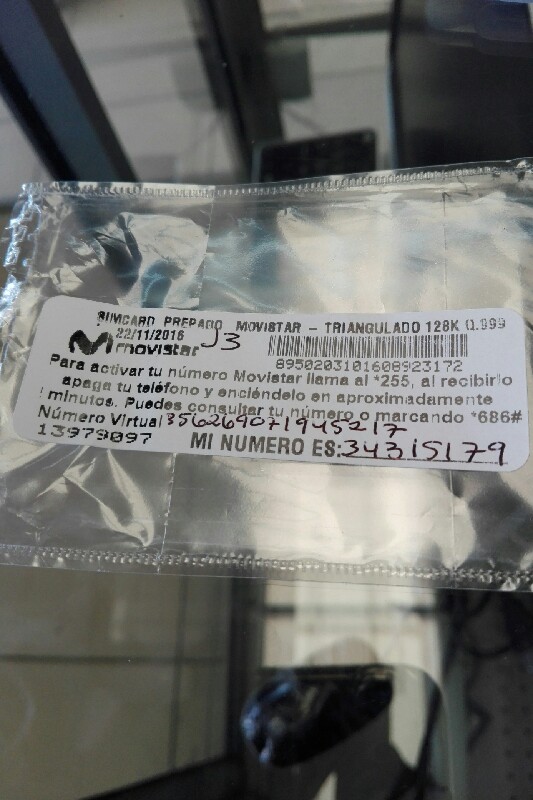 SIMCARD PREPAGO MOVISTAR - TRIANGULADO 128K Q.999
22/11/2016 J3
movistar
8950203101608923172
Para activar tu número Movistar llama al *255, al recibirlo
apaga tu teléfono y enciéndelo en aproximadamente
minutos. Puedes consultar tu número o marcando *686#
Número Virtual 356269071945217
13979097 MI NUMERO ES: 34315179